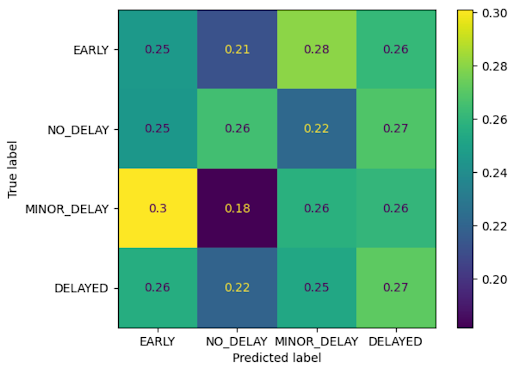 0.30
EARLY 0.25 0.21 0.28 0.26
0.28
NO_DELAY 0.25 0.26 0.22 0.27
0.26
True label
0.24
MINOR_DELAY 0.3 0.18 0.26 0.26
0.22
DELAYED 0.26 0.22 0.25 0.27
0.20
EARLY NO_DELAY MINOR_DELAY DELAYED
Predicted label